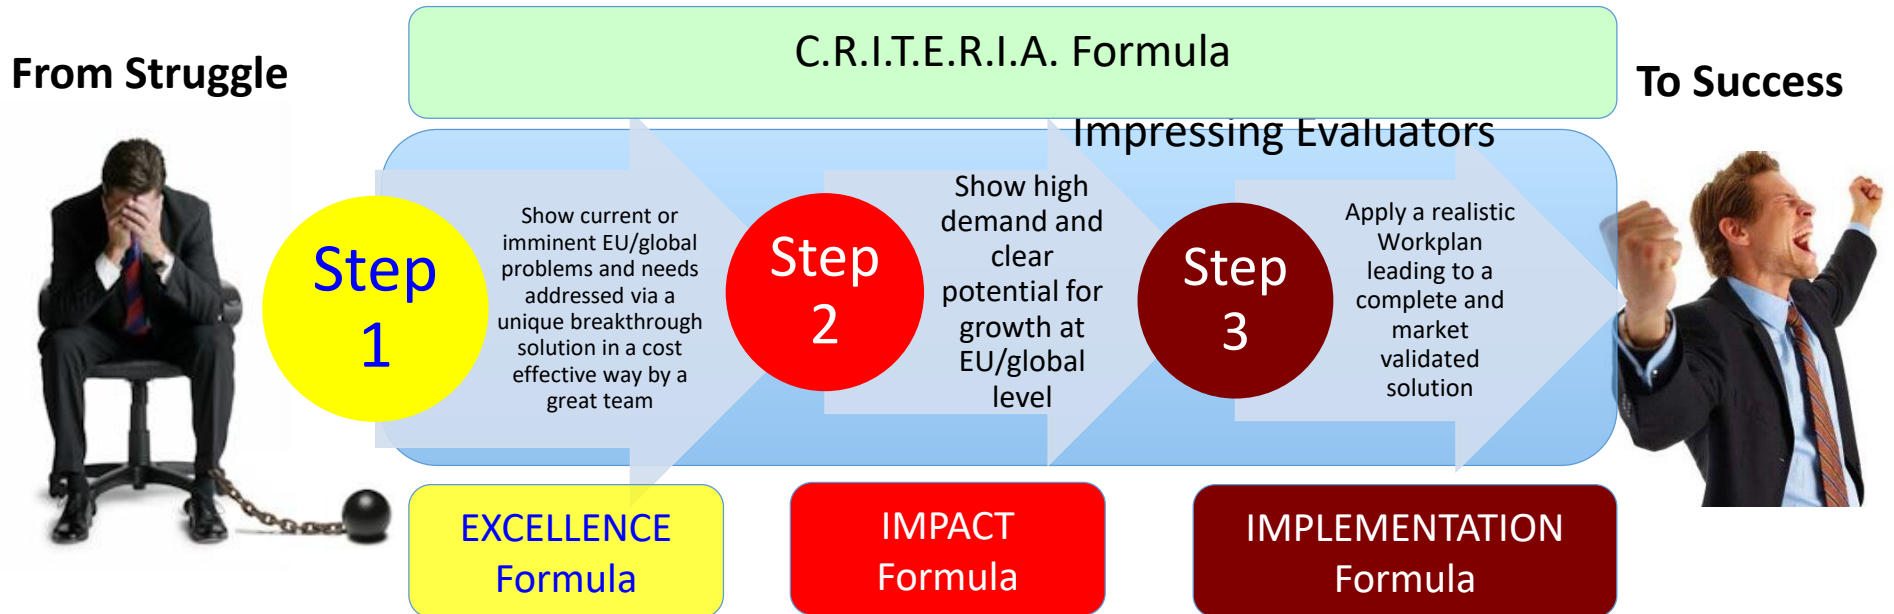 C.R.I.T.E.R.I.A. Formula
From Struggle
To Success
Impressing Evaluators
Step
1
Show current or
imminent EU/global
problems and needs
addressed via a
unique breakthrough
solution in a cost
effective way by a
great team
Step
2
Show high
demand and
clear
potential for
growth at
EU/global
level
Step
3
Apply a realistic
Workplan
leading to a
complete and
market
validated
solution
EXCELLENCE
Formula
IMPACT
Formula
IMPLEMENTATION
Formula